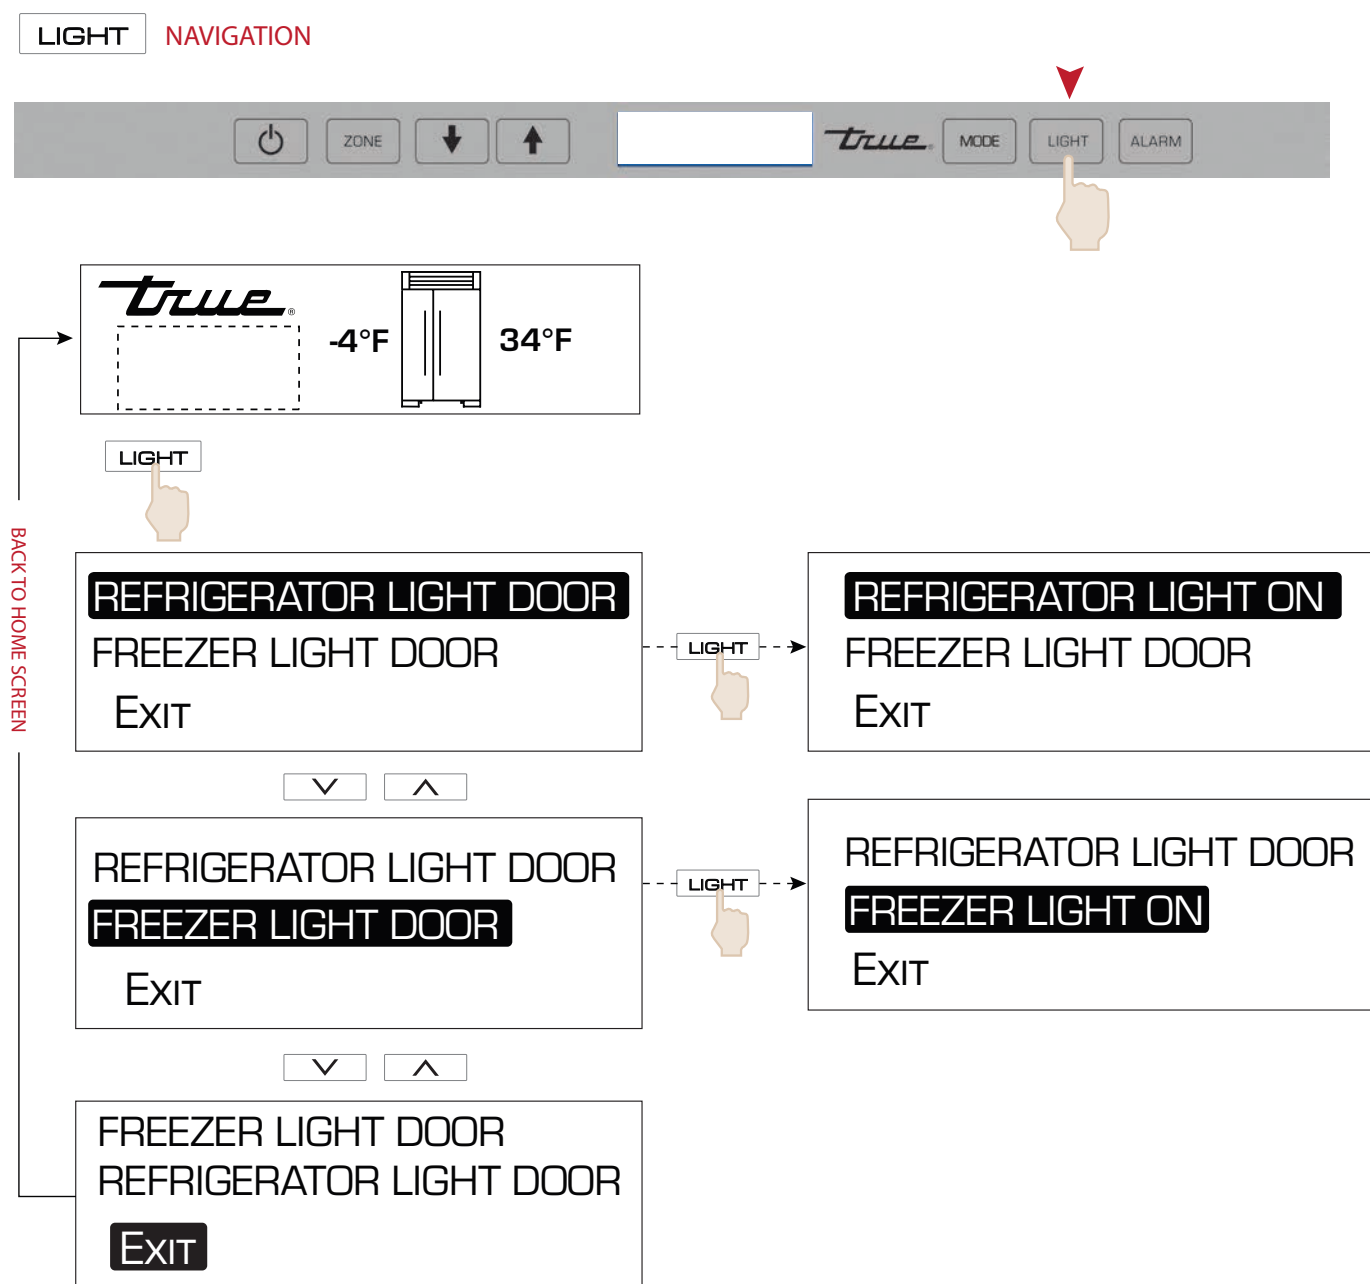 LIGHT NAVIGATION
ZONE
true®
MODE
LIGHT
ALARM
true®
-4°F
34°F
LIGHT
BACK TO HOME SCREEN
REFRIGERATOR LIGHT DOOR
FREEZER LIGHT DOOR
EXIT
LIGHT
REFRIGERATOR LIGHT ON
FREEZER LIGHT DOOR
EXIT
REFRIGERATOR LIGHT DOOR
FREEZER LIGHT DOOR
EXIT
LIGHT
REFRIGERATOR LIGHT DOOR
FREEZER LIGHT ON
EXIT
FREEZER LIGHT DOOR
REFRIGERATOR LIGHT DOOR
EXIT